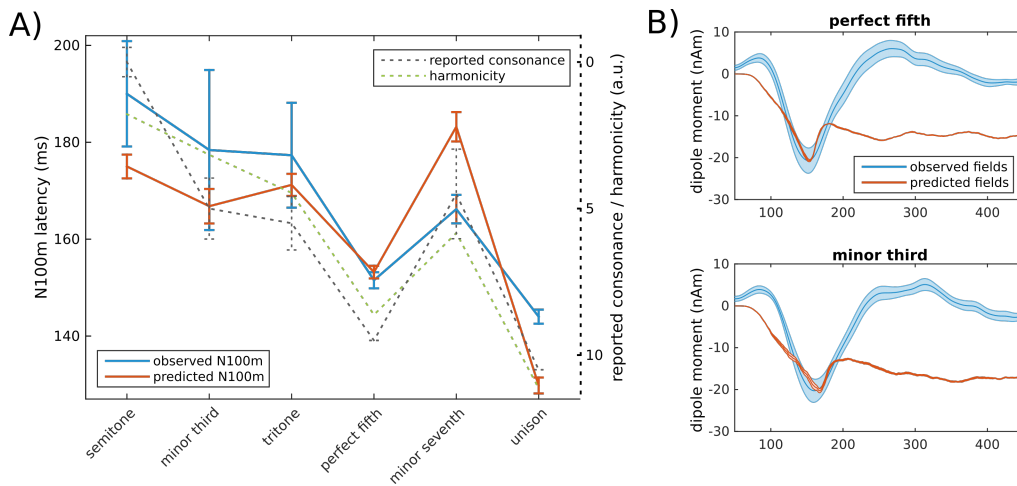 A)
200
180
160
140
N100m latency (ms)
reported consonance
harmonicity
observed N100m
predicted N100m
0
5
10
reported consonance / harmonicity (a.u.)
semitone
minor third
tritone
perfect fifth
minor seventh
unison
B)
perfect fifth
10
0
-10
-20
-30
dipole moment (nAm)
observed fields
predicted fields
100
200
300
400
minor third
10
0
-10
-20
-30
dipole moment (nAm)
100
200
300
400